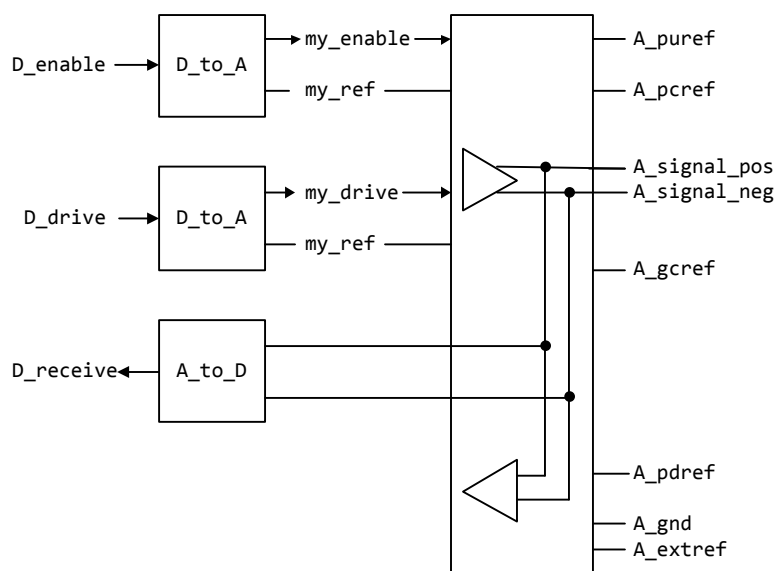 D_enable
D_to_A
my_enable
my_ref
A_puref
A_pcref
D_drive
D_to_A
my_drive
my_ref
A_signal_pos
A_signal_neg
A_gcref
D_receive
A_to_D
A_pdref
A_gnd
A_extref